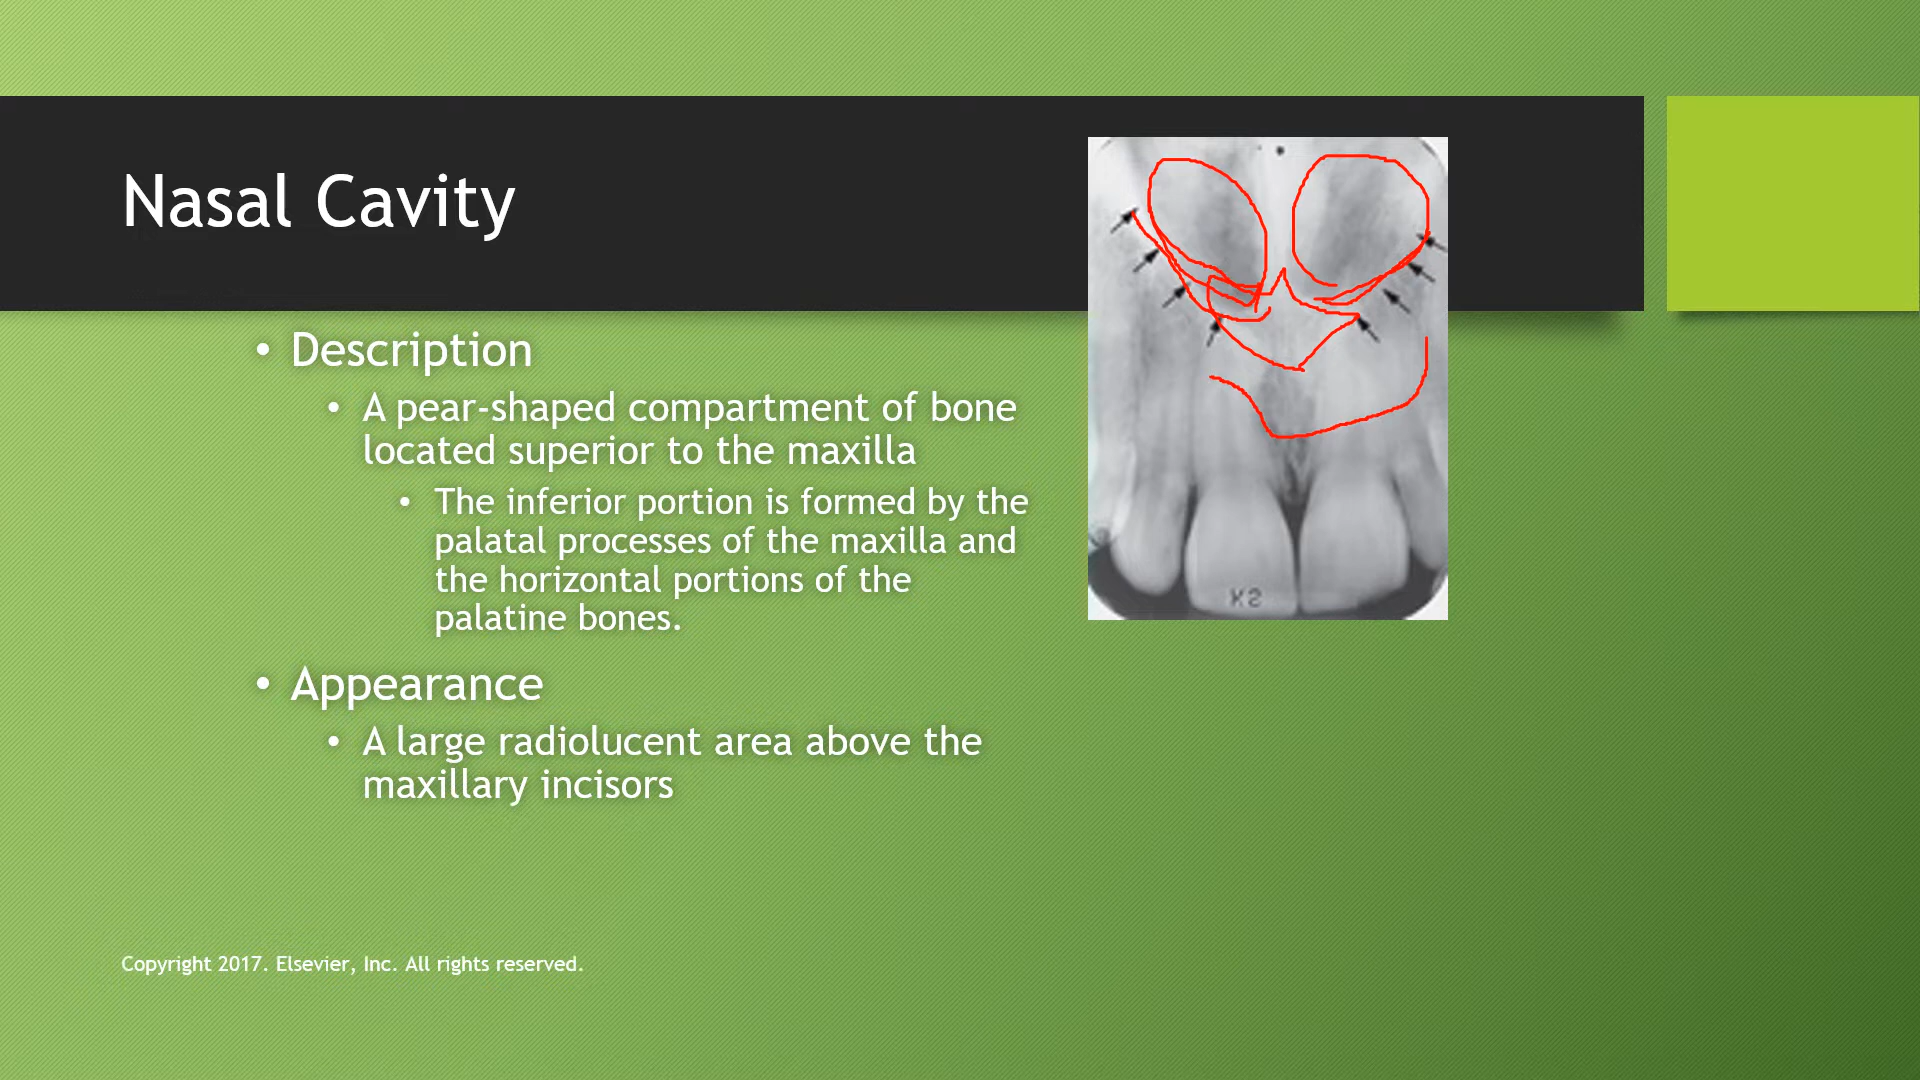 Nasal Cavity
• Description
• A pear-shaped compartment of bone
located superior to the maxilla
• The inferior portion is formed by the
palatal processes of the maxilla and
the horizontal portions of the
palatine bones.
• Appearance
• A large radiolucent area above the
maxillary incisors
Copyright 2017. Elsevier, Inc. All rights reserved.